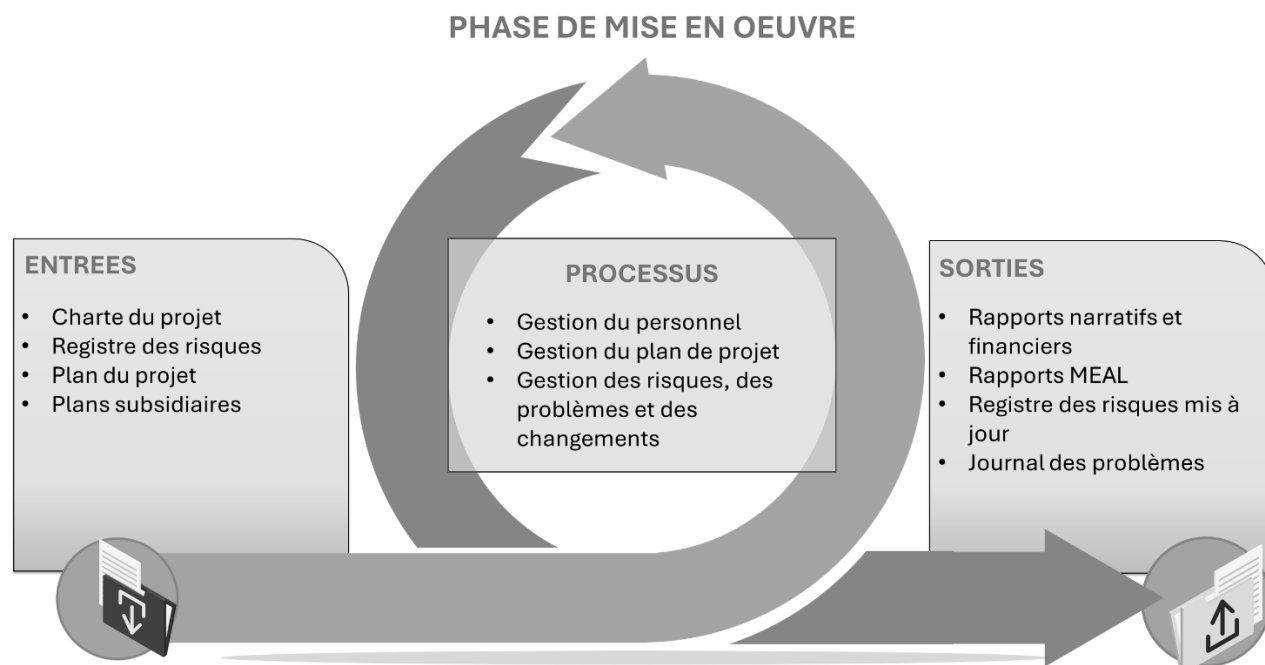 PHASE DE MISE EN OEUVRE
ENTREES
• Charte du projet
• Registre des risques
• Plan du projet
• Plans subsidiaires
PROCESSUS
• Gestion du personnel
• Gestion du plan de projet
• Gestion des risques, des
problèmes et des
changements
SORTIES
• Rapports narratifs et
financiers
• Rapports MEAL
• Registre des risques mis à
jour
• Journal des problèmes